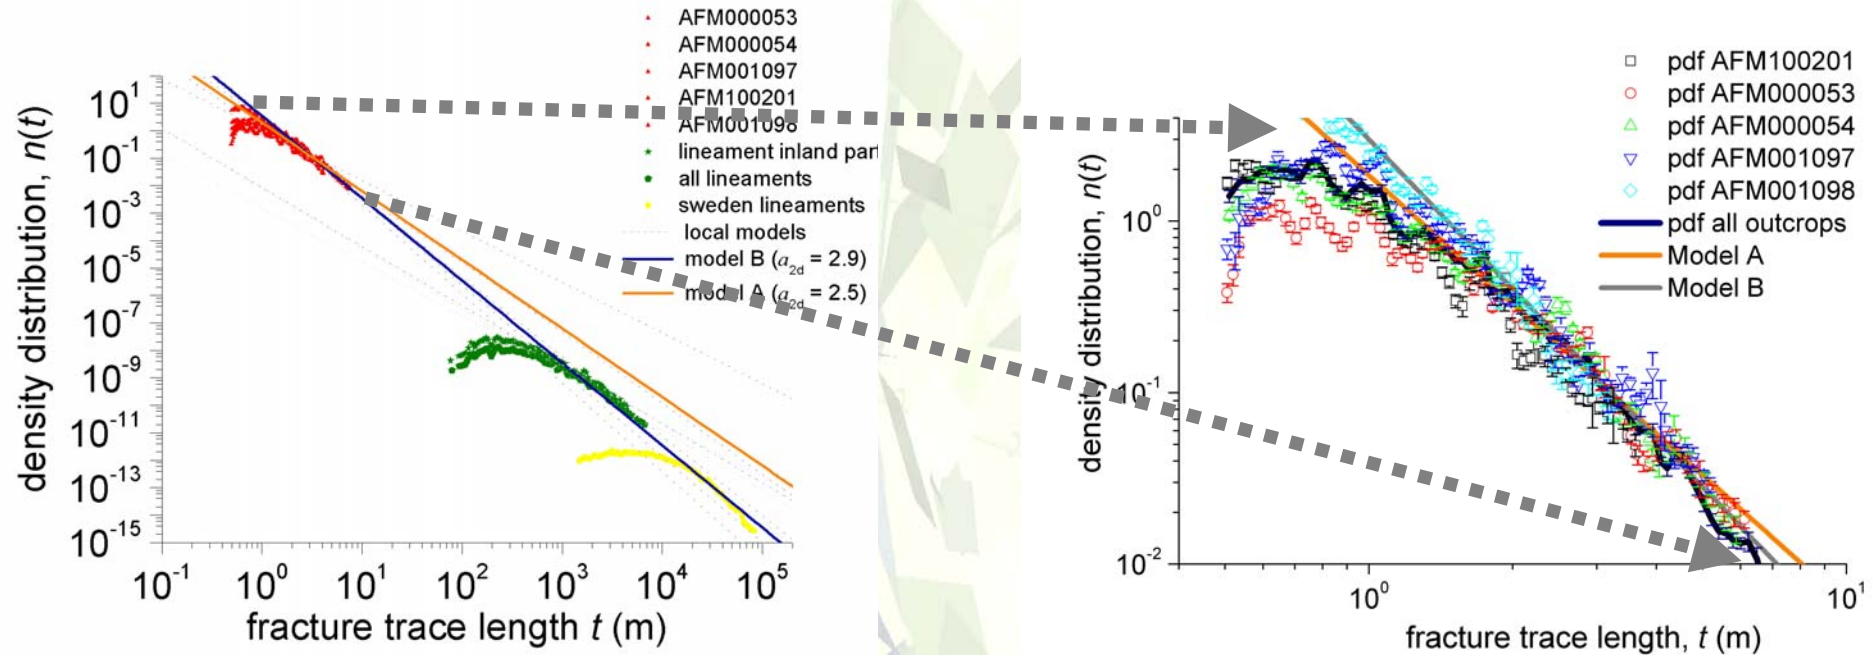 AFM000053
AFM000054
AFM001097
AFM100201
AFM001098
lineament inland part
all lineaments
sweden lineaments
local models
model B (a2d = 2.9)
model A (a2d = 2.5)
density distribution, n(t)
10^1
10^-1
10^-3
10^-5
10^-7
10^-9
10^-11
10^-13
10^-15
10^-1
10^0
10^1
10^2
10^3
10^4
10^5
fracture trace length t (m)
pdf AFM100201
pdf AFM000053
pdf AFM000054
pdf AFM001097
pdf AFM001098
pdf all outcrops
Model A
Model B
density distribution, n(t)
10^0
10^-1
10^-2
10^0
10^1
fracture trace length, t (m)